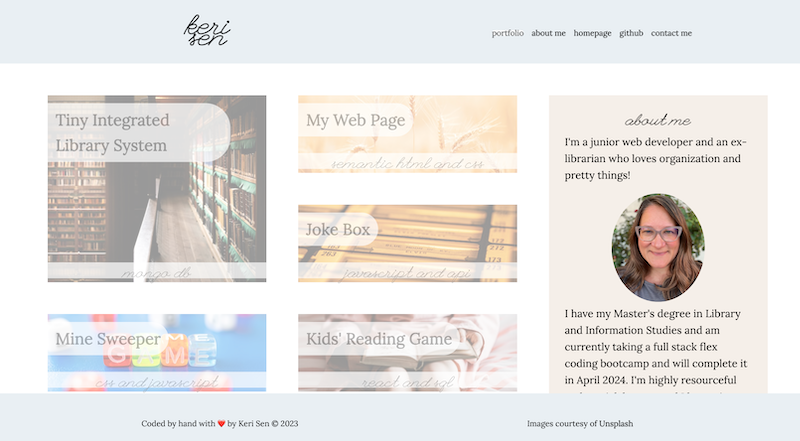 keri
sen
portfolio about me homepage github contact me
Tiny Integrated
Library System
mongo db
My Web Page
semantic html and css
Joke Box
javascript and api
Mine Sweeper
GAME
css and javascript
Kids' Reading Game
react and sql
about me
I'm a junior web developer and an ex-
librarian who loves organization and
pretty things!
I have my Master's degree in Library
and Information Studies and am
currently taking a full stack flex
coding bootcamp and will complete it
in April 2024. I'm highly resourceful
Coded by hand with ❤️ by Keri Sen © 2023
Images courtesy of Unsplash